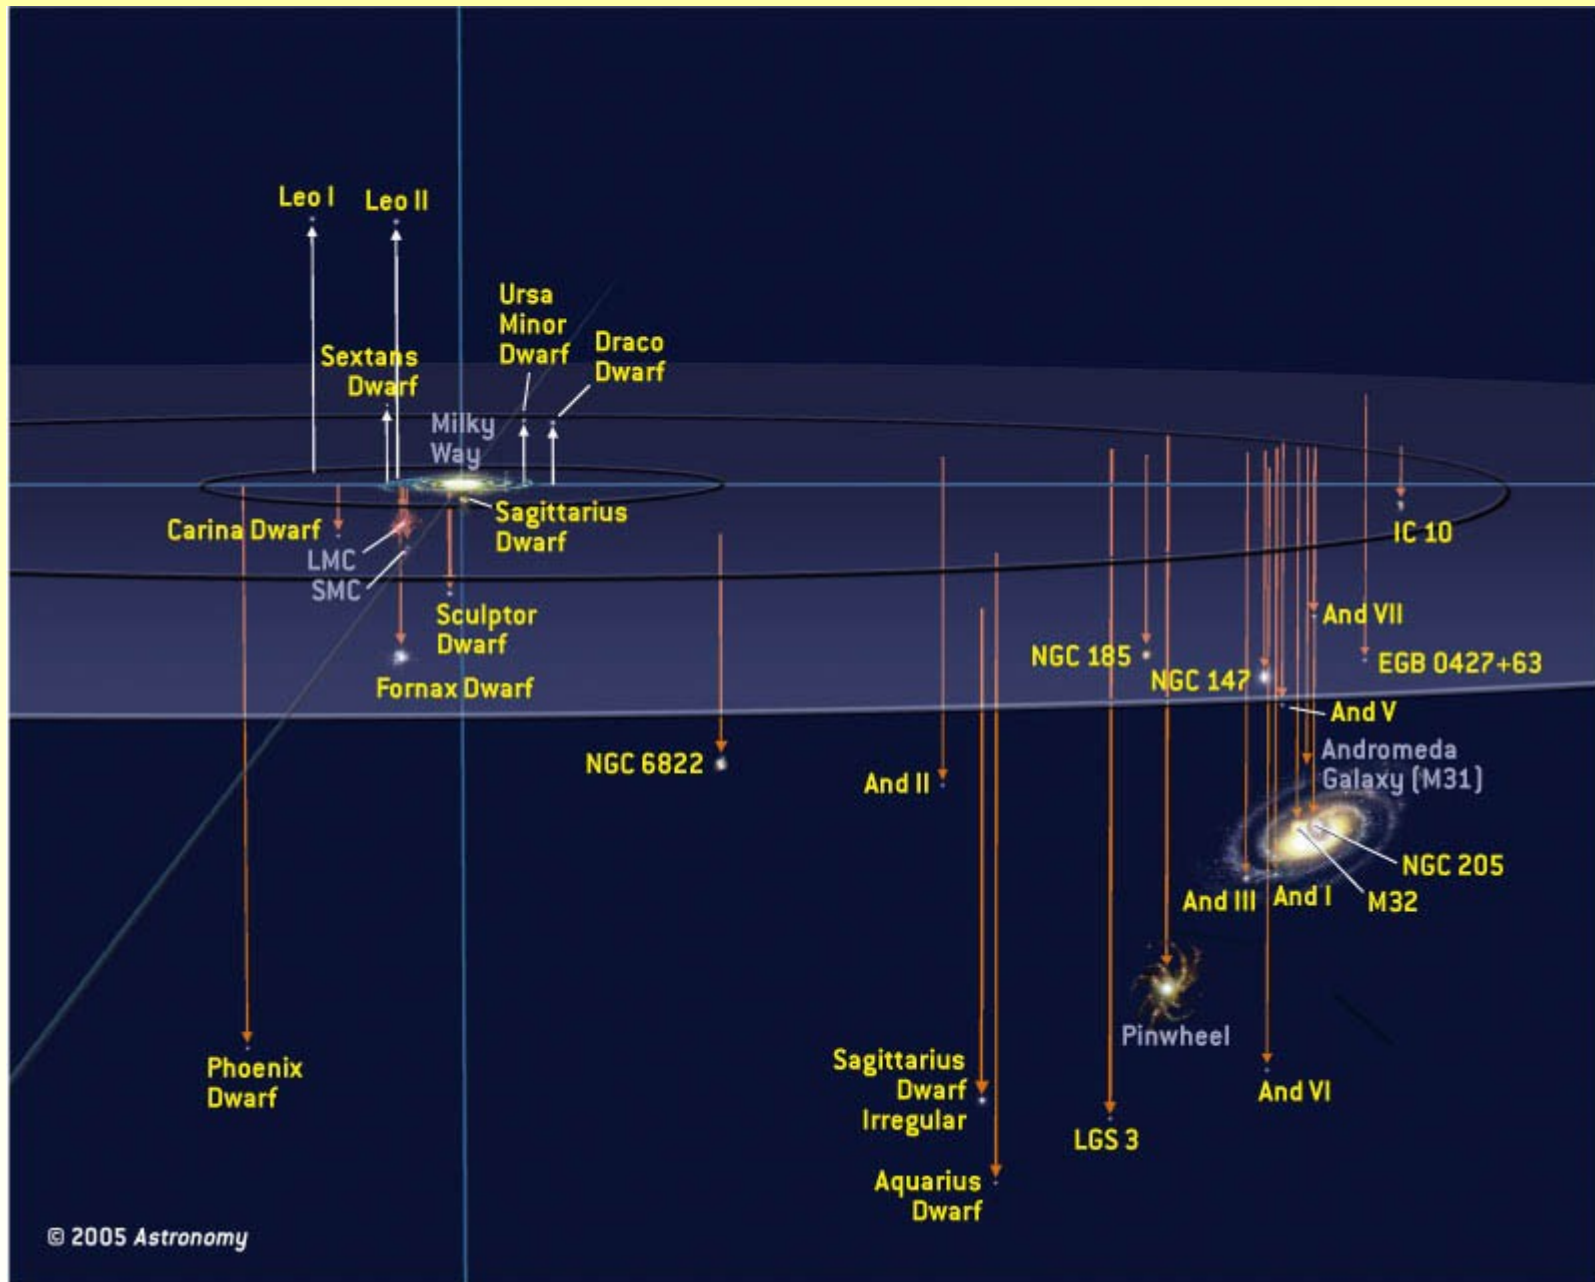 Leo I
Leo II
Ursa
Minor
Dwarf
Draco
Dwarf
Sextans
Dwarf
Milky
Way
Sagittarius
Dwarf
Carina Dwarf
LMC
SMC
Sculptor
Dwarf
Fornax Dwarf
IC 10
And VII
NGC 185
EGB 0427+63
NGC 147
And V
NGC 6822
And II
Andromeda
Galaxy (M31)
NGC 205
And III
And I
M32
Pinwheel
Phoenix
Dwarf
Sagittarius
Dwarf
Irregular
And VI
LGS 3
Aquarius
Dwarf
© 2005 Astronomy